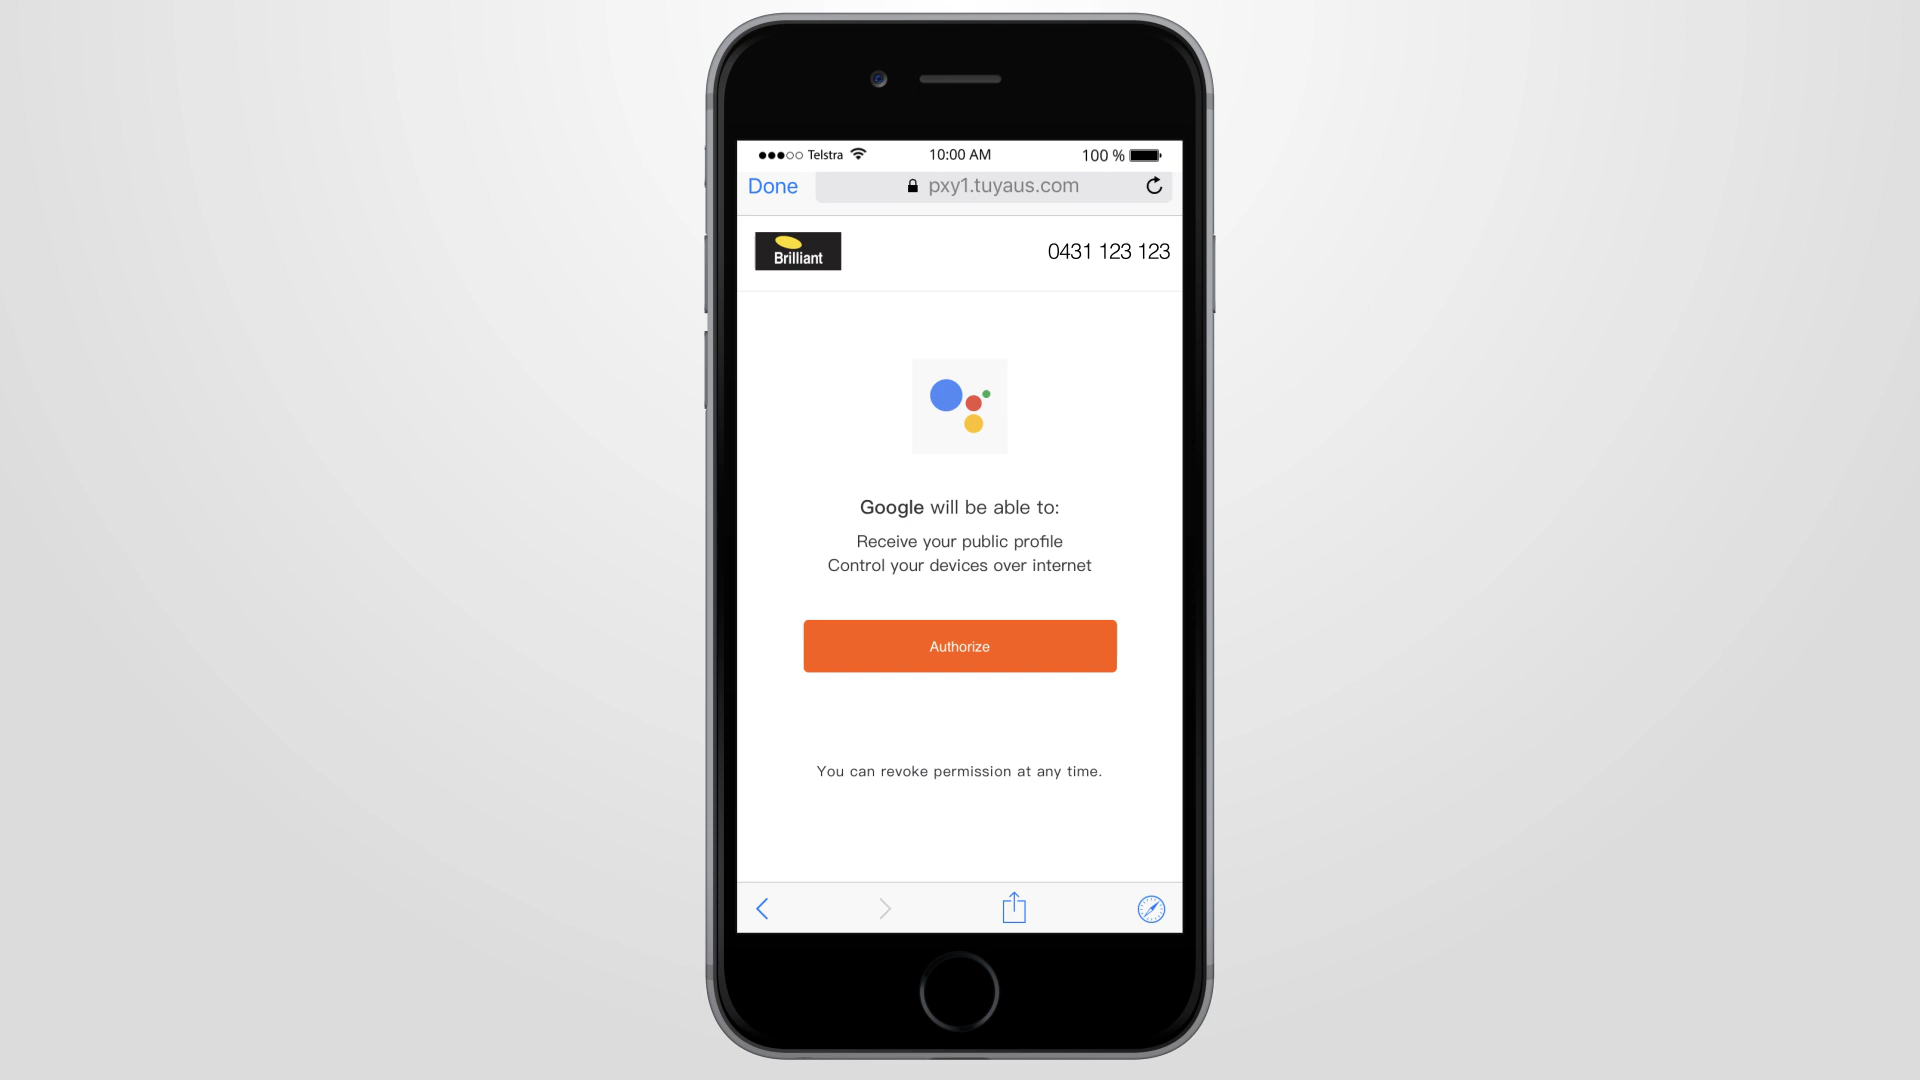 Telstra
10:00 AM
100 %
Done
pxy1.tuyaus.com
Brilliant
0431 123 123
Google will be able to:
Receive your public profile
Control your devices over internet
Authorize
You can revoke permission at any time.